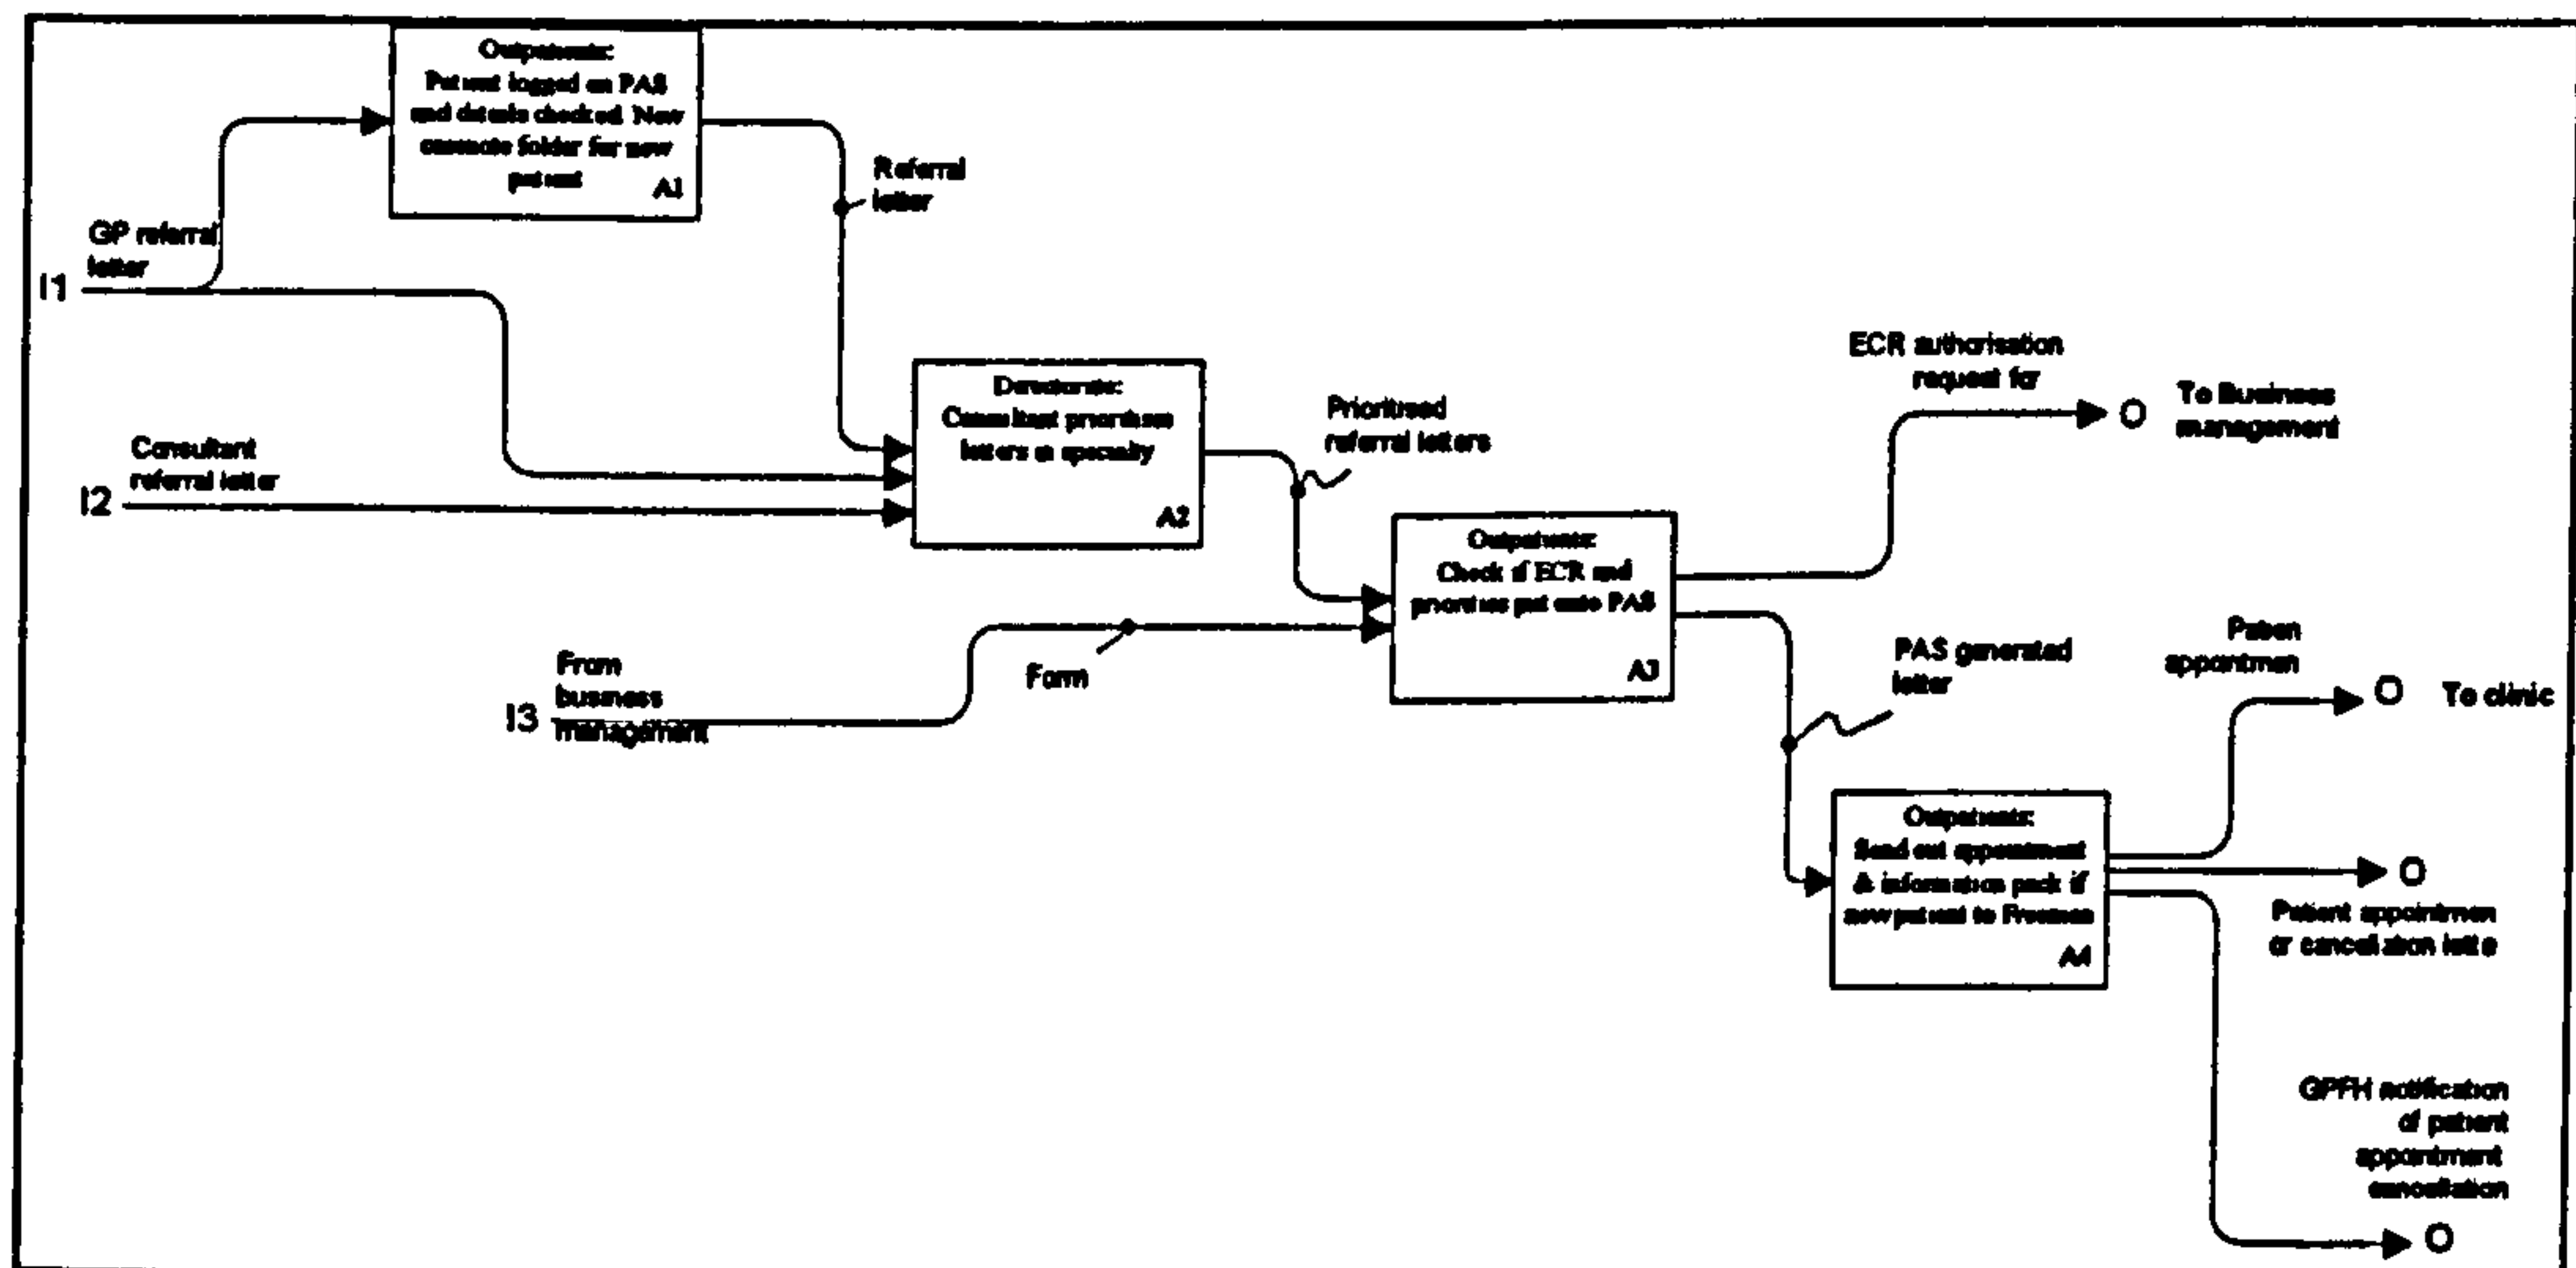 Outpatients:
Patient logged on PAS
and details checked. New
casenote folder for new
patient
A1
Referral
letter
GP referral
letter
I1
Directorate:
Consultant prioritises
letters in specialty
A2
Consultant
referral letter
I2
Prioritised
referral letters
ECR authorisation
request for
To Business
management
Outpatients:
Check if ECR and
priorities put onto PAS
A3
From
business
management
I3
Form
PAS generated
letter
Patien
appointmen
To clinic
Outpatients:
Send out appointment
& information pack if
new patient to Freeman
A4
Patient appointmen
or cancellation lette
GPFH notification
of patient
appointment
cancellation
O
O
O
O